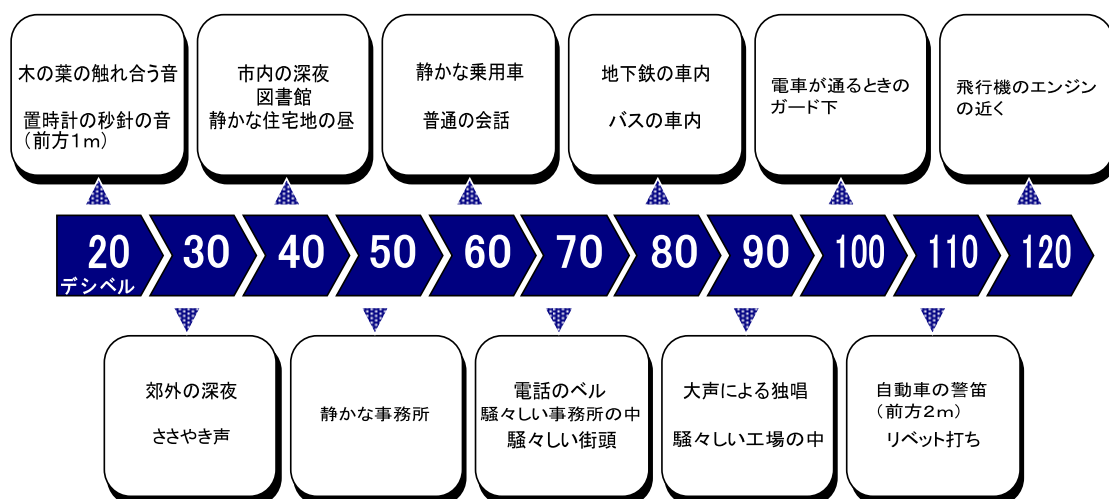 木の葉の触れ合う音
置時計の秒針の音
(前方1m)
市内の深夜
図書館
静かな住宅地の昼
静かな乗用車
普通の会話
地下鉄の車内
バスの車内
電車が通るときの
ガード下
飛行機のエンジン
の近く
20 30 40 50 60 70 80 90 100 110 120
デシベル
郊外の深夜
ささやき声
静かな事務所
電話のベル
騒々しい事務所の中
騒々しい街頭
大声による独唱
騒々しい工場の中
自動車の警笛
(前方2m)
リベット打ち